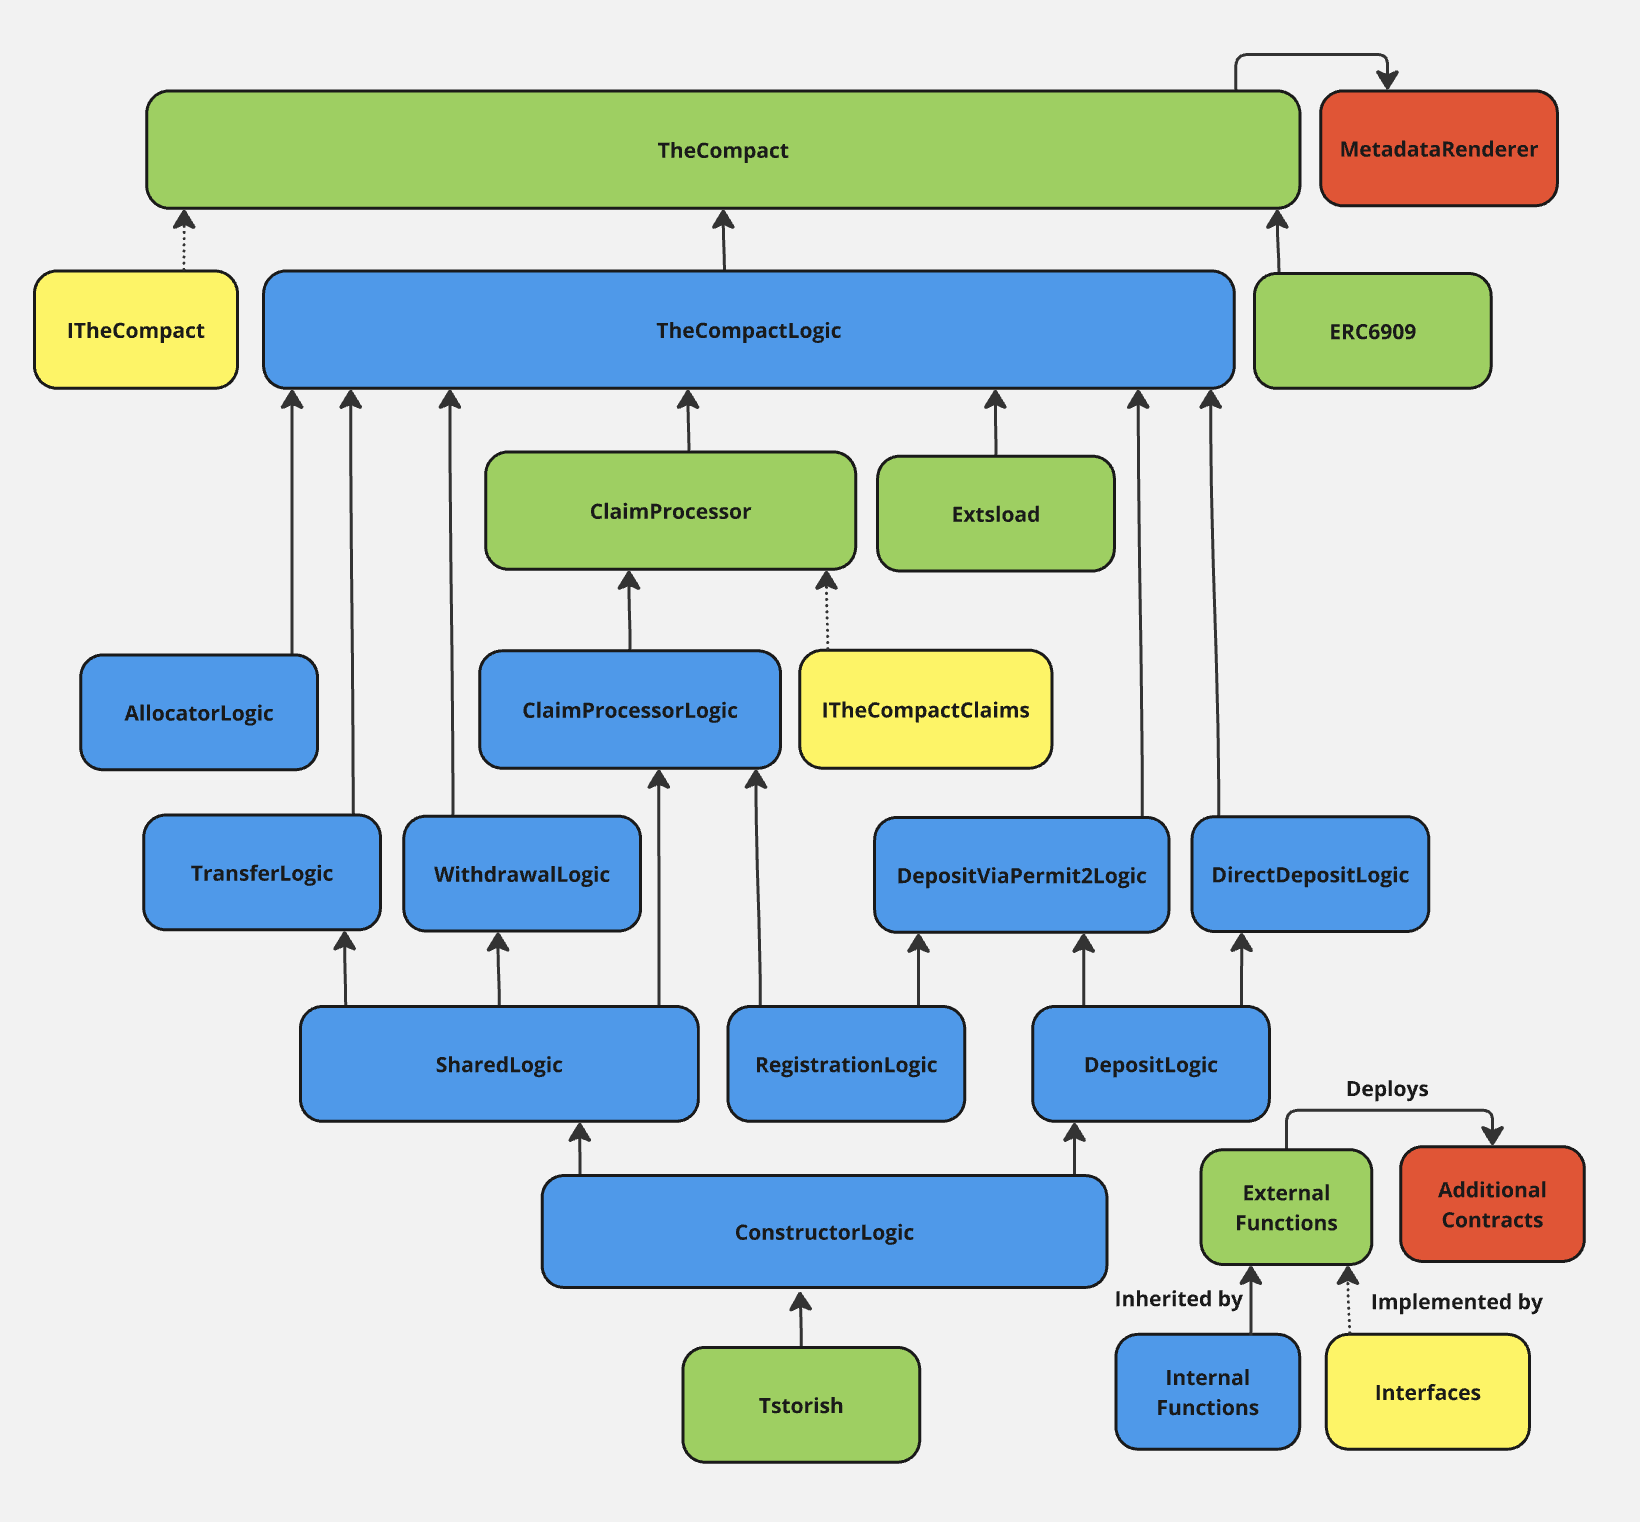 TheCompact
MetadataRenderer
ITheCompact
TheCompactLogic
ERC6909
ClaimProcessor
Extsload
AllocatorLogic
ClaimProcessorLogic
ITheCompactClaims
TransferLogic
WithdrawalLogic
DepositViaPermit2Logic
DirectDepositLogic
SharedLogic
RegistrationLogic
DepositLogic
ConstructorLogic
Tstorish
Deploys
External
Functions
Additional
Contracts
Inherited by
Implemented by
Internal
Functions
Interfaces